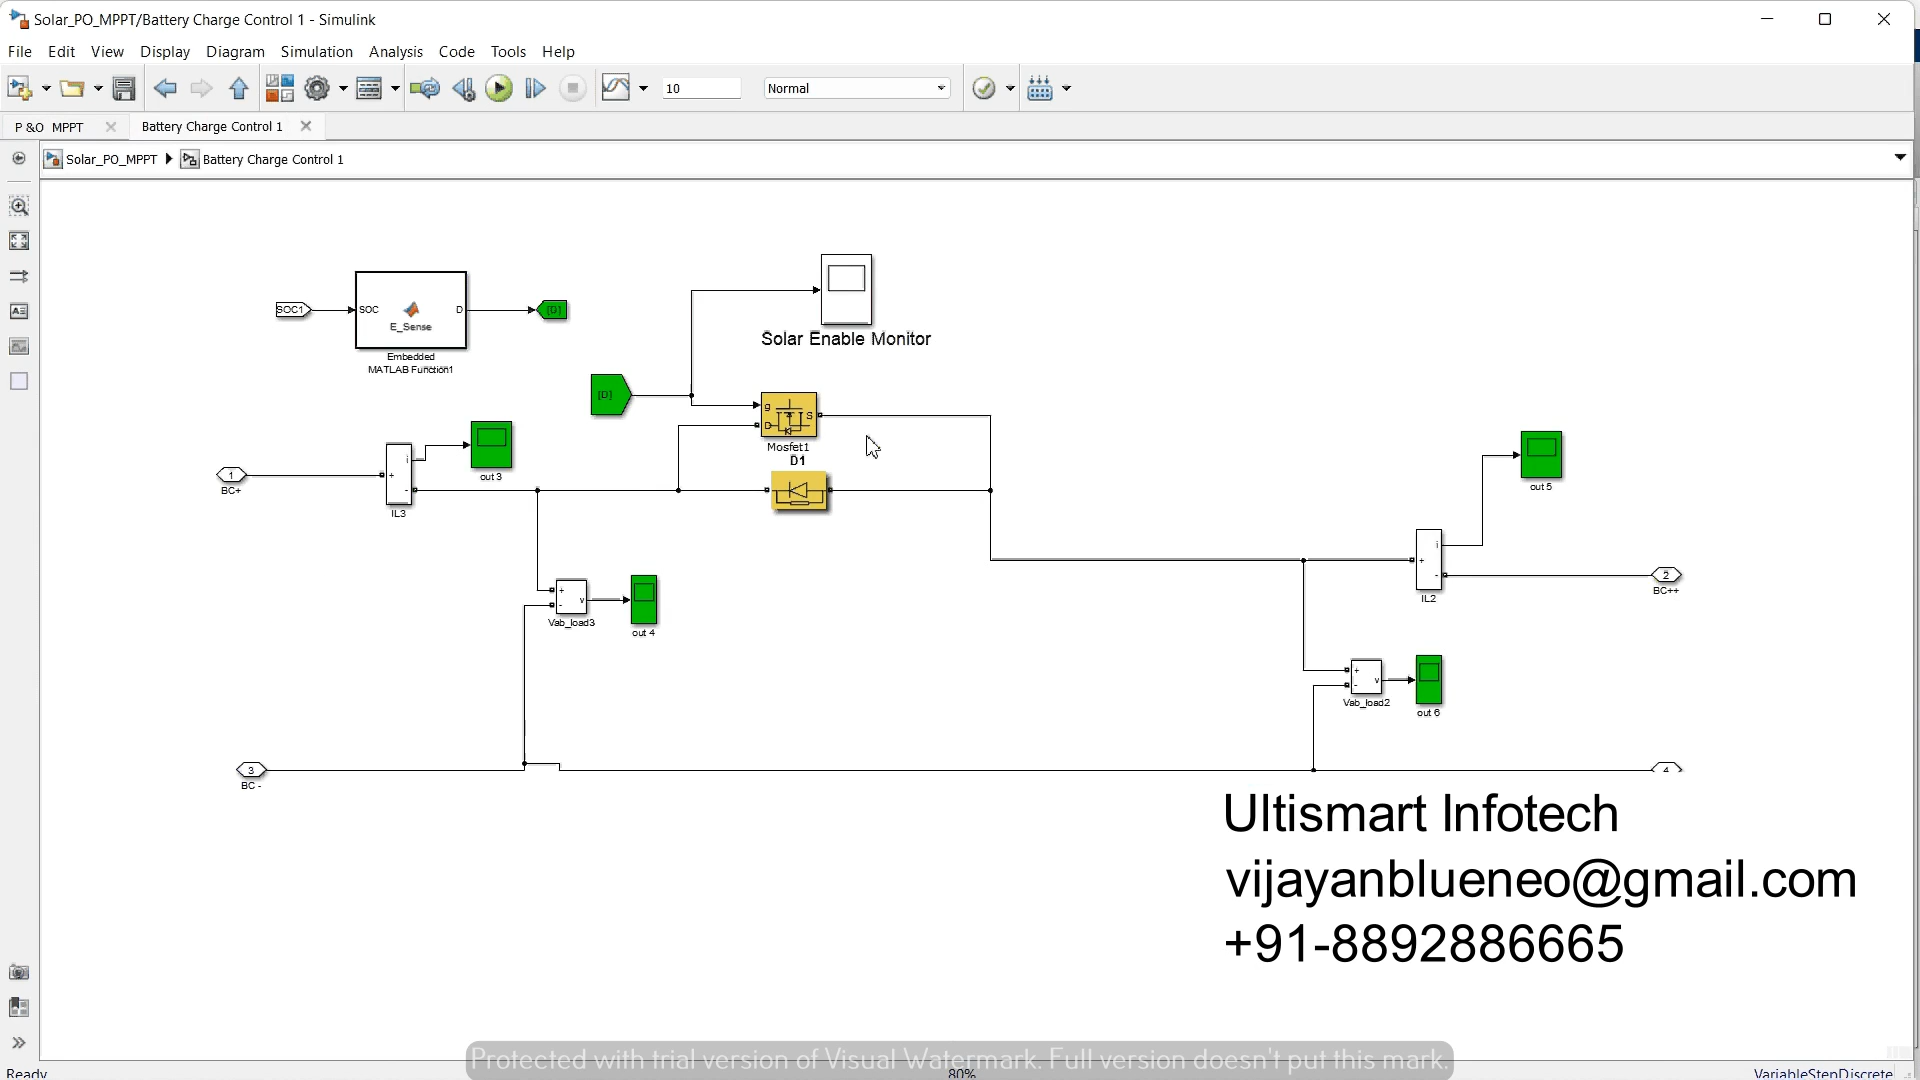 Solar_PO_MPPT/Battery Charge Control 1 - Simulink
File Edit View Display Diagram Simulation Analysis Code Tools Help
10 Normal
P &O MPPT Battery Charge Control 1
Solar_PO_MPPT Battery Charge Control 1
SOC1 SOC D [D]
E_Sense
Embedded
MATLAB Function1
Solar Enable Monitor
[D]
g
D S
Mosfet1
D1
out 3
i
+
-
IL3
1
BC+
out 5
i
+
-
IL2
2
BC++
+
-
v
Vab_load3
out 4
+
-
v
Vab_load2
out 6
3
BC -
4
Ultismart Infotech
vijayanblueneo@gmail.com
+91-8892886665
Protected with trial version of Visual Watermark. Full version doesn't put this mark.
Ready 80% VariableStepDiscrete